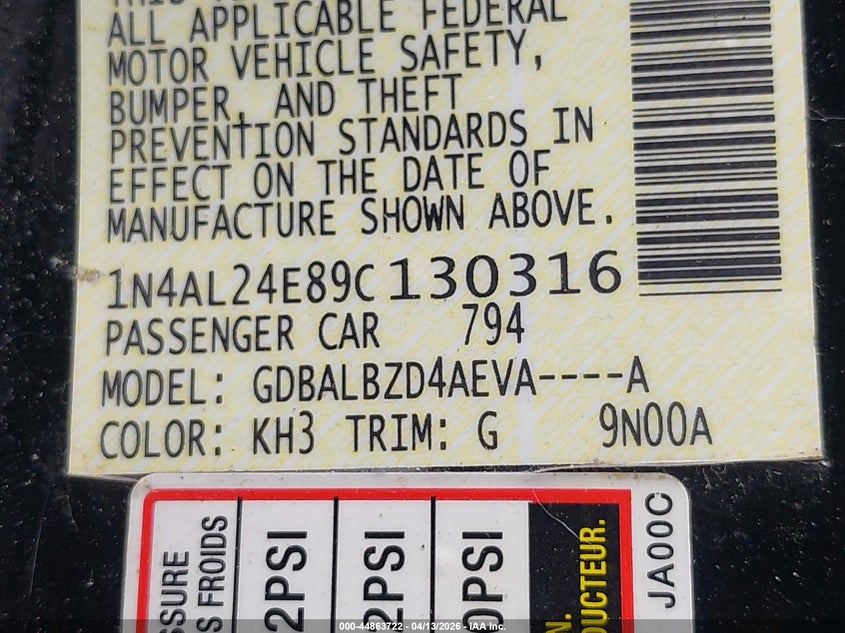 ALL APPLICABLE FEDERAL
MOTOR VEHICLE SAFETY,
BUMPER, AND THEFT
PREVENTION STANDARDS IN
EFFECT ON THE DATE OF
MANUFACTURE SHOWN ABOVE.
1N4AL24E89C130316
PASSENGER CAR 794
MODEL: GDBALBZD4AEVA----A
COLOR: KH3 TRIM: G 9N00A
SSURE
S FROIDS
2PSI
2PSI
0PSI
N.
DUCTEUR.
JA00C
000-44863722 - 04/13/2026 - IAA Inc.